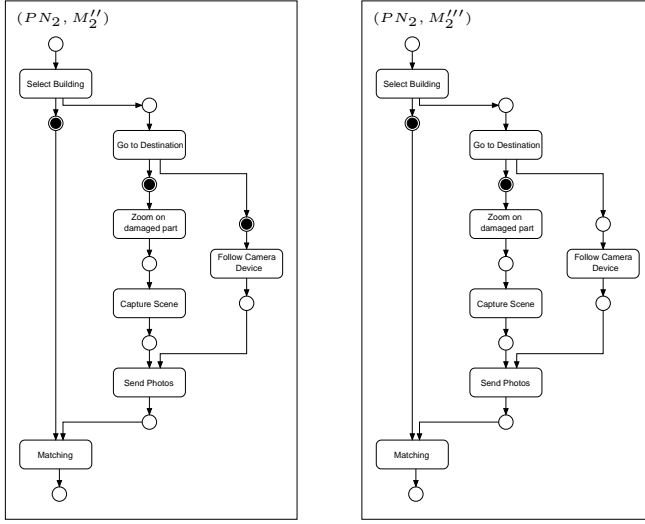 (PN₂, M₂′′)
Select Building
Go to Destination
Zoom on
damaged part
Follow Camera
Device
Capture Scene
Send Photos
Matching
(PN₂, M₂′′′)
Select Building
Go to Destination
Zoom on
damaged part
Follow Camera
Device
Capture Scene
Send Photos
Matching